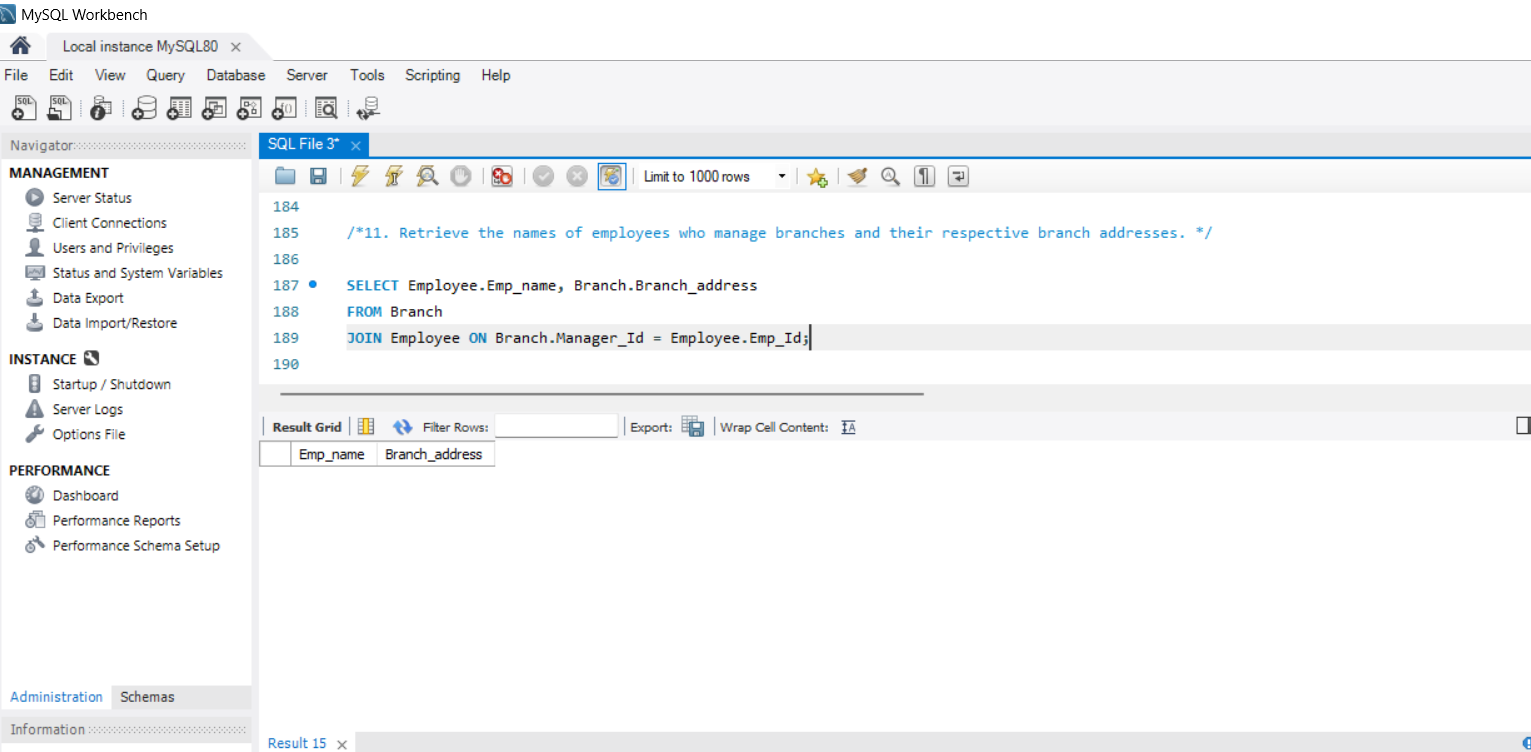 MySQL Workbench
Local instance MySQL80
File Edit View Query Database Server Tools Scripting Help
Navigator
SQL File 3*
MANAGEMENT
Server Status
Client Connections
Users and Privileges
Status and System Variables
Data Export
Data Import/Restore
INSTANCE
Startup / Shutdown
Server Logs
Options File
PERFORMANCE
Dashboard
Performance Reports
Performance Schema Setup
Administration Schemas
Information
Limit to 1000 rows
184
185 /*11. Retrieve the names of employees who manage branches and their respective branch addresses. */
186
187 SELECT Employee.Emp_name, Branch.Branch_address
188 FROM Branch
189 JOIN Employee ON Branch.Manager_Id = Employee.Emp_Id;
190
Result Grid Filter Rows: Export: Wrap Cell Content:
Emp_name Branch_address
Result 15